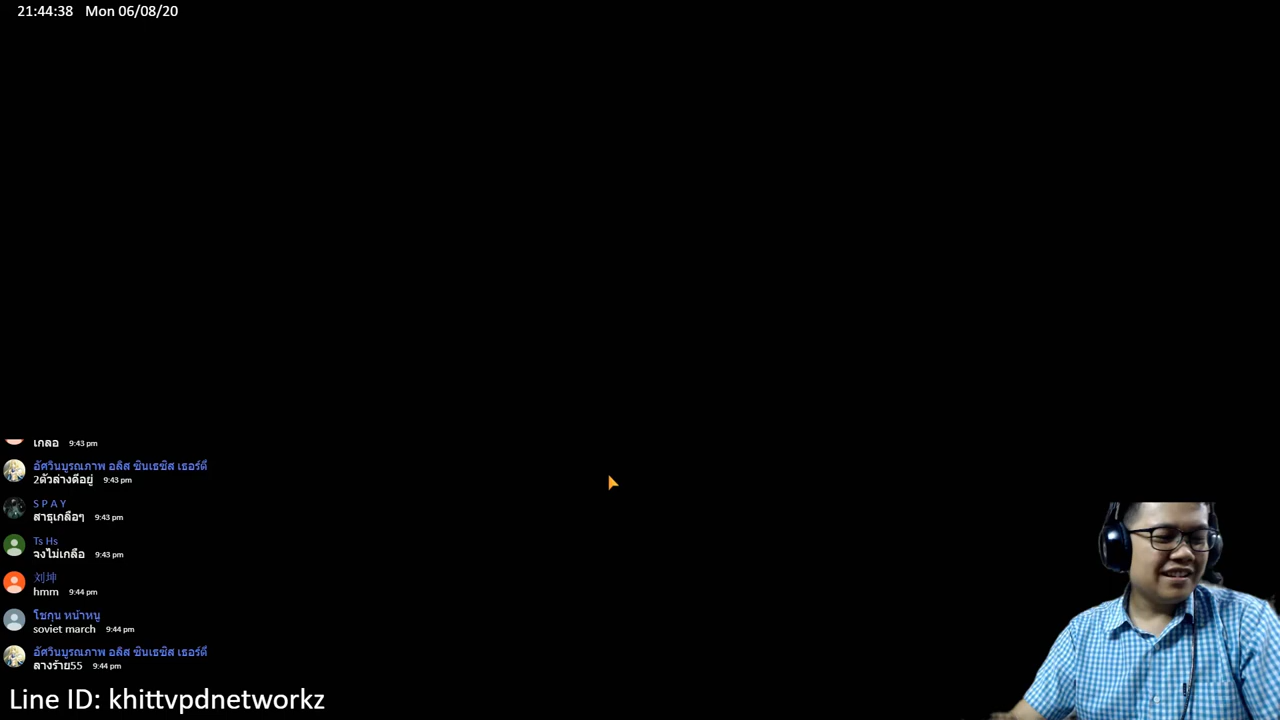 21:44:38 Mon 06/08/20
เกลอ 9:43 pm
อัศวินบูรณภาพ อลิส ซินเธซิส เธอร์ตี้
2ตัวล่างดีอยู่ 9:43 pm
S P A Y
สาธุเกลือๆ 9:43 pm
Ts Hs
จงไม่เกลือ 9:43 pm
刘坤
hmm 9:44 pm
โชกุน หน้าหนู
soviet march 9:44 pm
อัศวินบูรณภาพ อลิส ซินเธซิส เธอร์ตี้
ลางร้าย55 9:44 pm
Line ID: khittvpdnetworkz